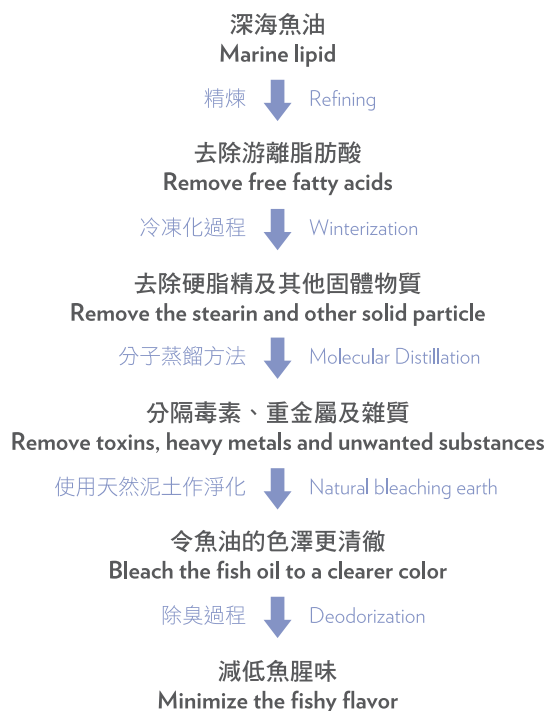 深海魚油
Marine lipid
精煉 Refining
去除游離脂肪酸
Remove free fatty acids
冷凍化過程 Winterization
去除硬脂精及其他固體物質
Remove the stearin and other solid particle
分子蒸餾方法 Molecular Distillation
分隔毒素、重金屬及雜質
Remove toxins, heavy metals and unwanted substances
使用天然泥土作淨化 Natural bleaching earth
令魚油的色澤更清徹
Bleach the fish oil to a clearer color
除臭過程 Deodorization
減低魚腥味
Minimize the fishy flavor